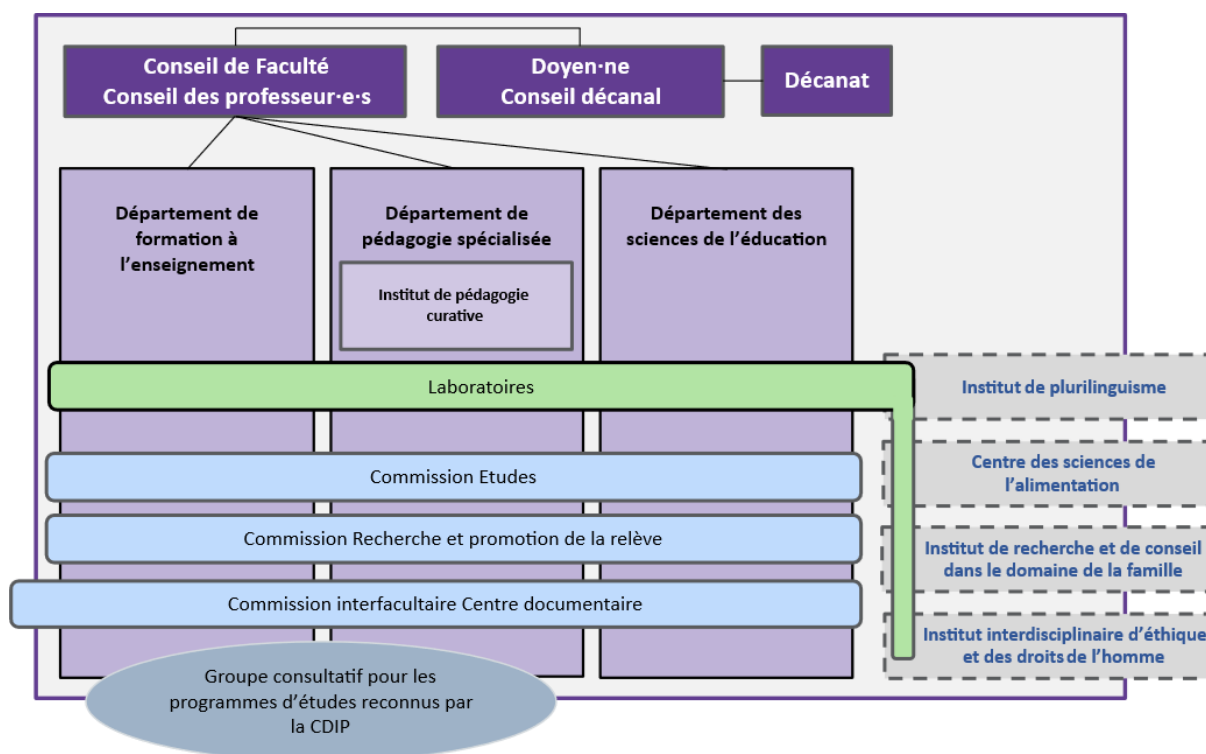 Conseil de Faculté
Conseil des professeur·e·s
Doyen·ne
Conseil décanal
Décanat
Département de
formation à
l’enseignement
Département de
pédagogie spécialisée
Institut de pédagogie
curative
Département des
sciences de l’éducation
Laboratoires
Institut de plurilinguisme
Commission Etudes
Centre des sciences de
l’alimentation
Commission Recherche et promotion de la relève
Institut de recherche et de conseil
dans le domaine de la famille
Commission interfacultaire Centre documentaire
Institut interdisciplinaire d’éthique
et des droits de l’homme
Groupe consultatif pour les
programmes d’études reconnus par
la CDIP